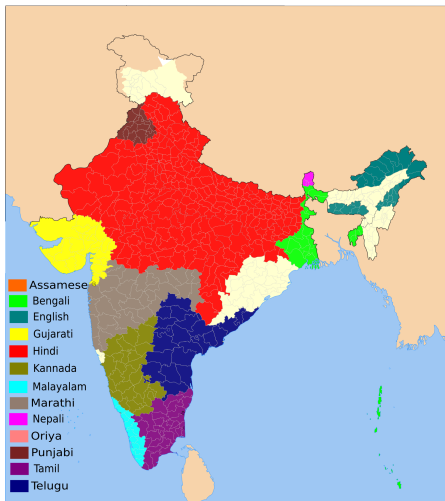 Assamese
Bengali
English
Gujarati
Hindi
Kannada
Malayalam
Marathi
Nepali
Oriya
Punjabi
Tamil
Telugu